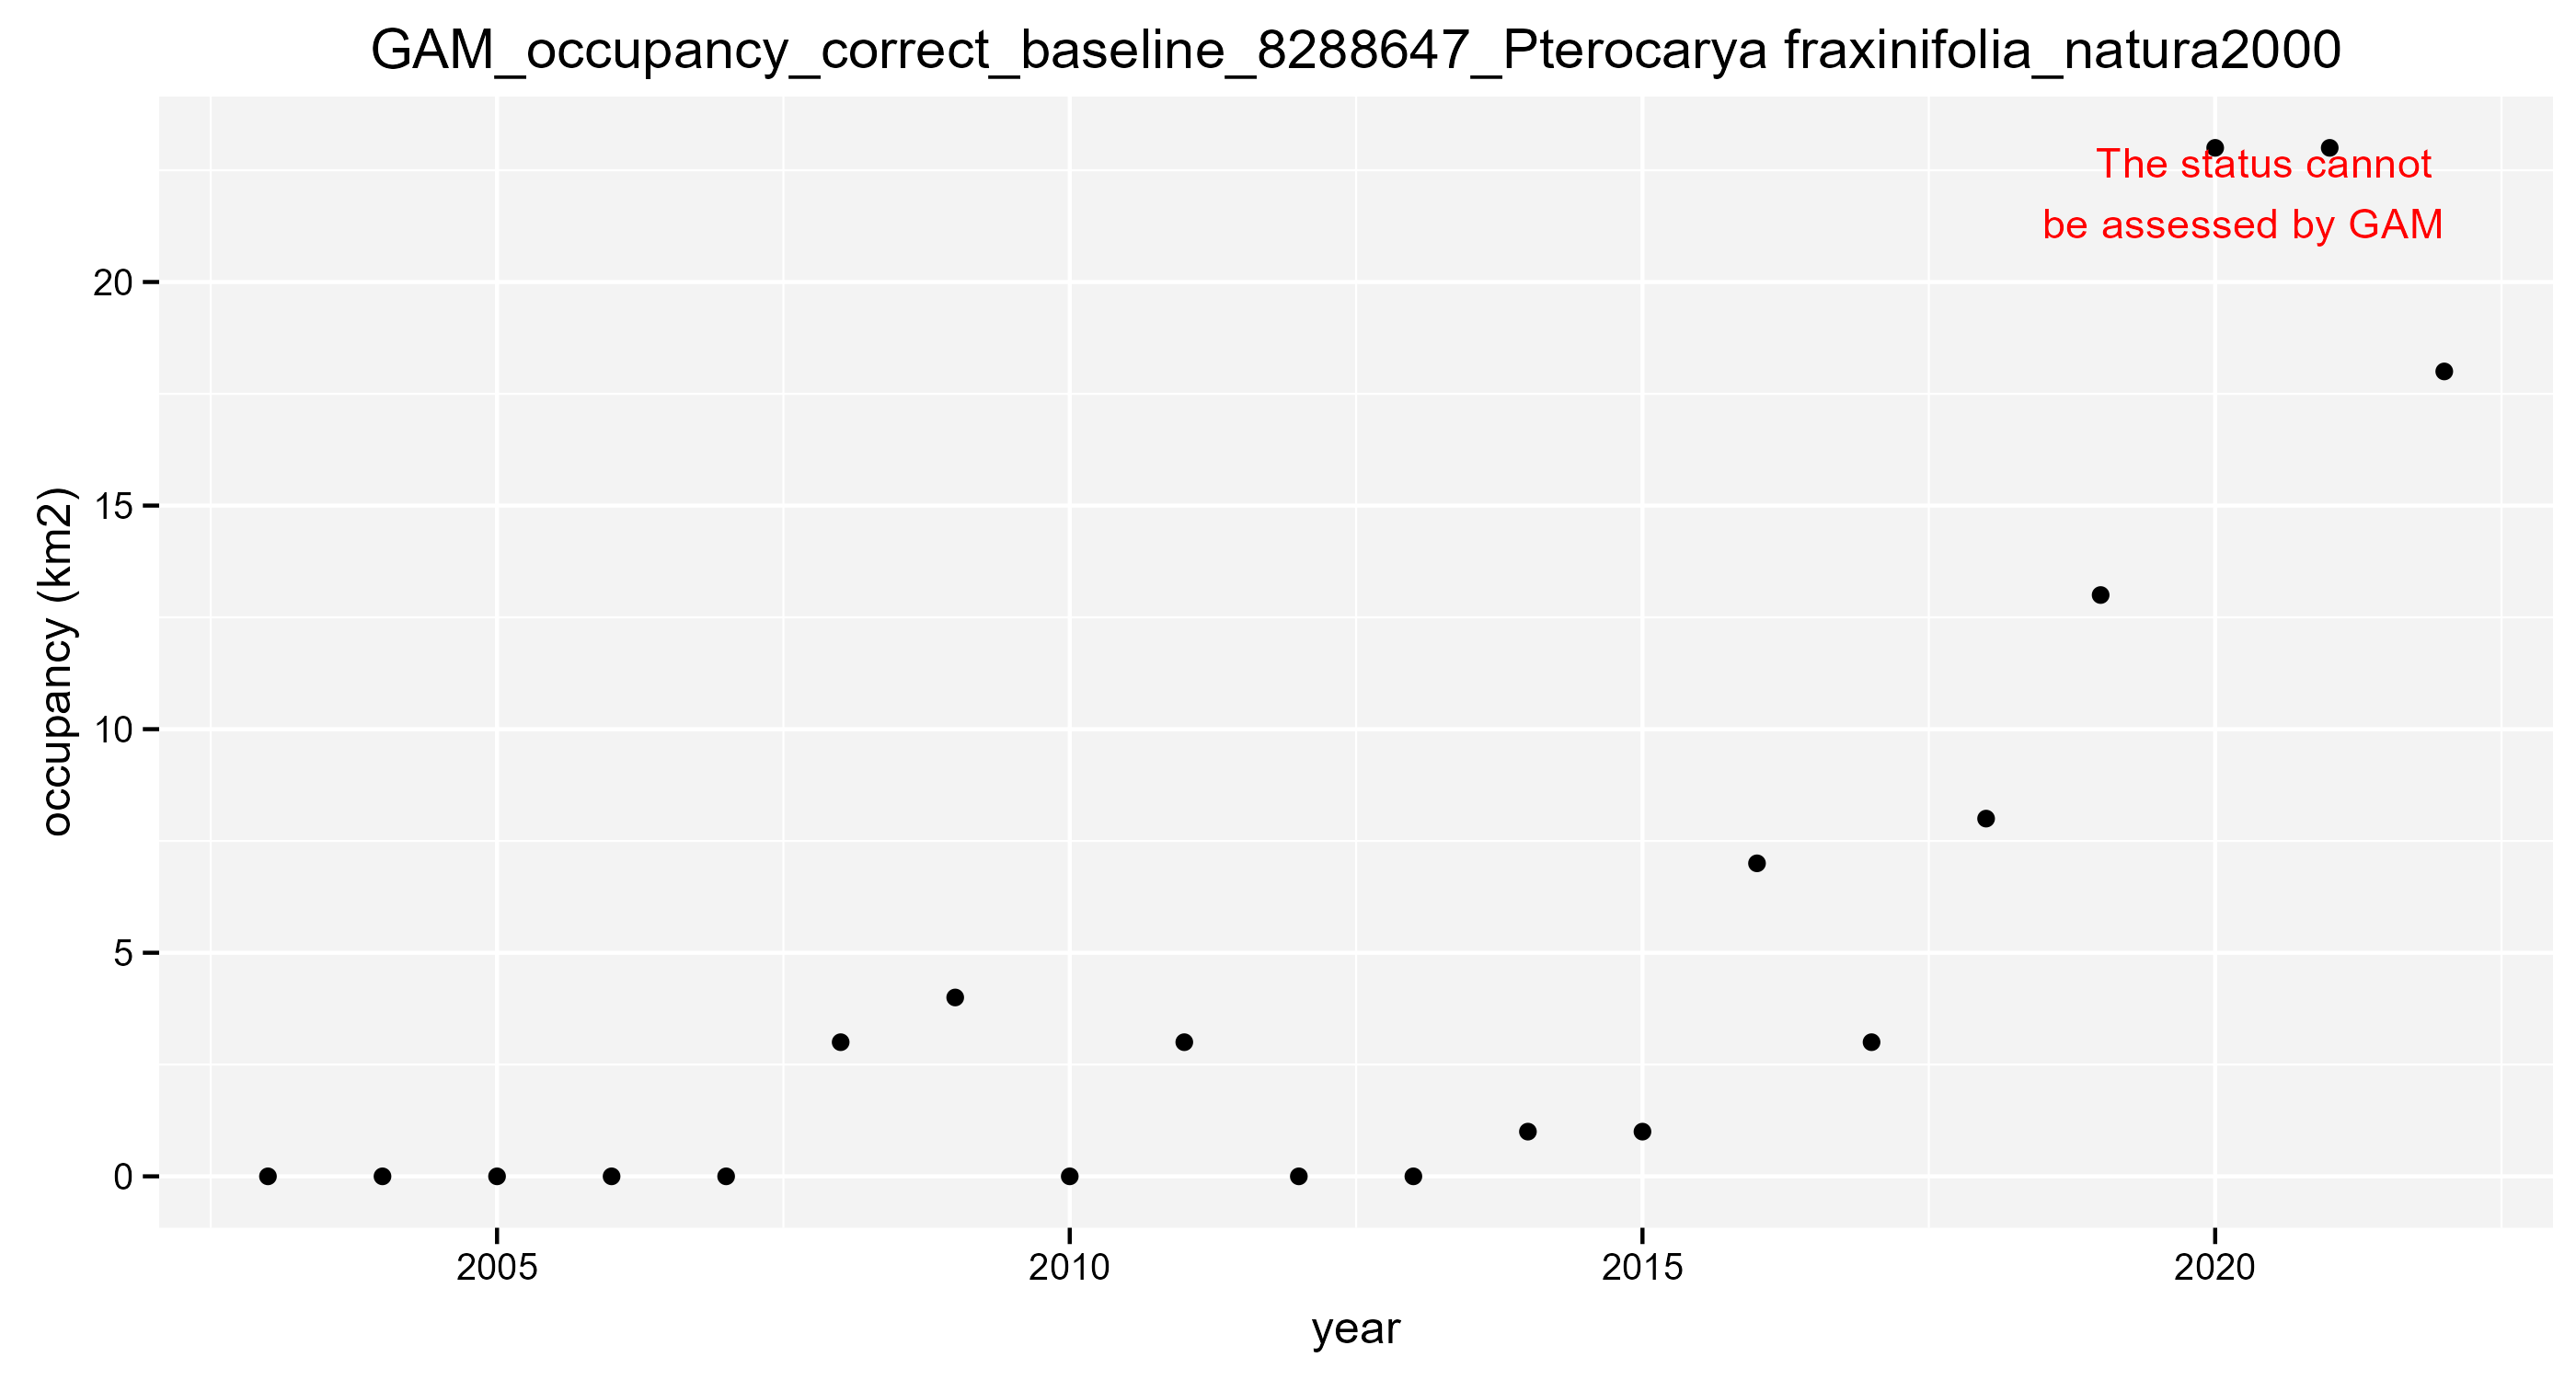 GAM_occupancy_correct_baseline_8288647_Pterocarya fraxinifolia_natura2000
The status cannot
be assessed by GAM
occupancy (km2)
20
15
10
5
0
2005
2010
2015
2020
year